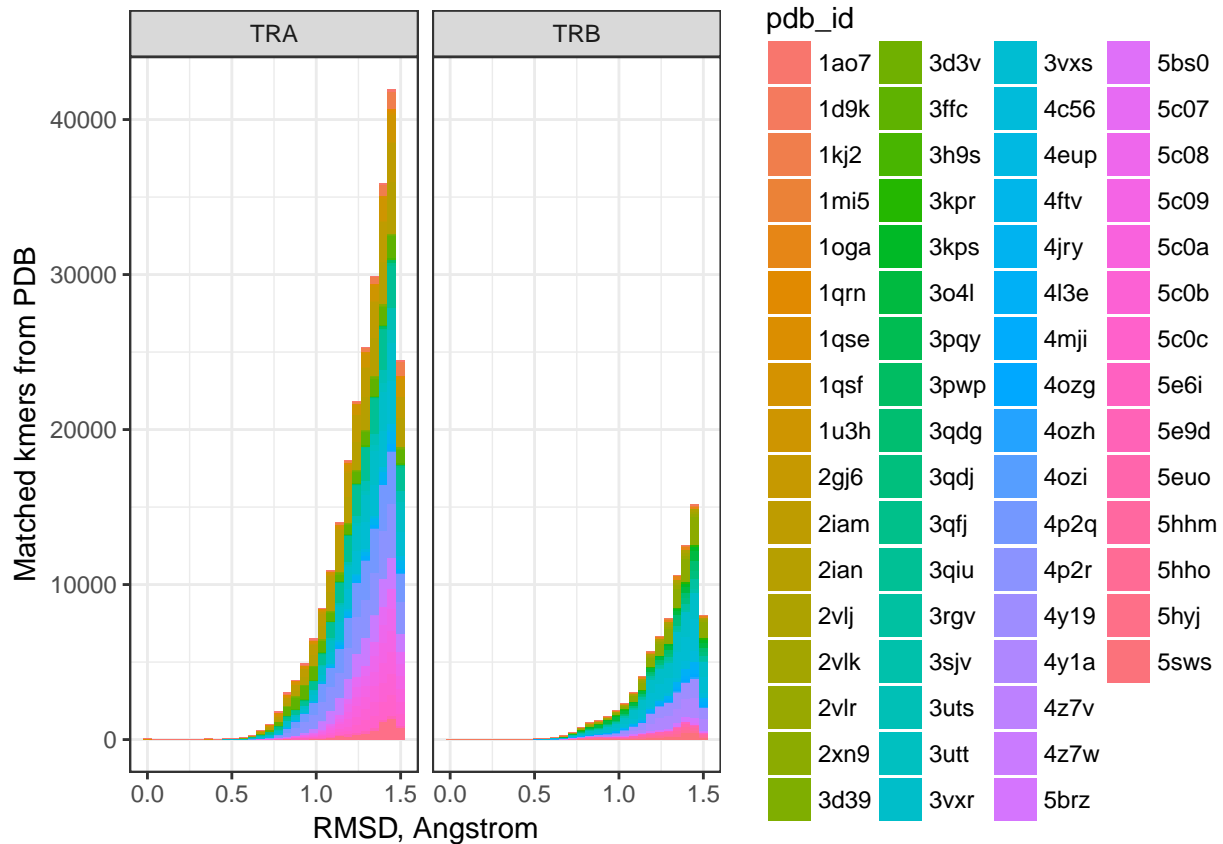 TRA
TRB
Matched kmers from PDB
40000
30000
20000
10000
0
0.0 0.5 1.0 1.5
0.0 0.5 1.0 1.5
RMSD, Angstrom
pdb_id
1ao7
1d9k
1kj2
1mi5
1oga
1qrn
1qse
1qsf
1u3h
2gj6
2iam
2ian
2vlj
2vlk
2vlr
2xn9
3d39
3d3v
3ffc
3h9s
3kpr
3kps
3o4l
3pqy
3pwp
3qdg
3qdj
3qfj
3qiu
3rgv
3sjv
3uts
3utt
3vxr
3vxs
4c56
4eup
4ftv
4jry
4l3e
4mji
4ozg
4ozh
4ozi
4p2q
4p2r
4y19
4y1a
4z7v
4z7w
5brz
5bs0
5c07
5c08
5c09
5c0a
5c0b
5c0c
5e6i
5e9d
5euo
5hhm
5hho
5hyj
5sws